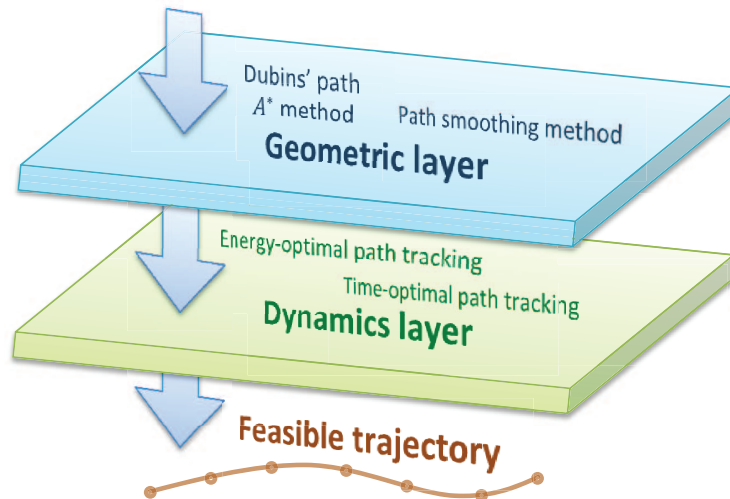 Dubins' path
A* method
Path smoothing method
Geometric layer
Energy-optimal path tracking
Time-optimal path tracking
Dynamics layer
Feasible trajectory